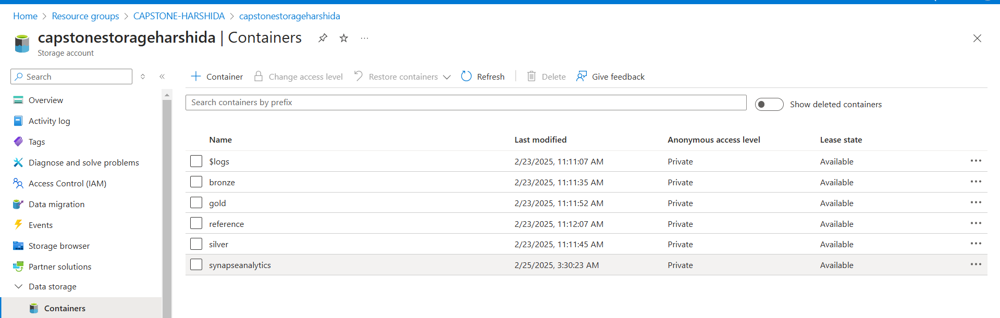 Home > Resource groups > CAPSTONE-HARSHIDA > capstonestorageharshida
capstonestorageharshida | Containers
Storage account
Search
Container Change access level Restore containers Refresh Delete Give feedback
Search containers by prefix Show deleted containers
Overview
Activity log
Tags
Diagnose and solve problems
Access Control (IAM)
Data migration
Events
Storage browser
Partner solutions
Data storage
Containers
Name Last modified Anonymous access level Lease state
$logs 2/23/2025, 11:11:07 AM Private Available
bronze 2/23/2025, 11:11:35 AM Private Available
gold 2/23/2025, 11:11:52 AM Private Available
reference 2/23/2025, 11:12:07 AM Private Available
silver 2/23/2025, 11:11:45 AM Private Available
synapseanalytics 2/25/2025, 3:30:23 AM Private Available